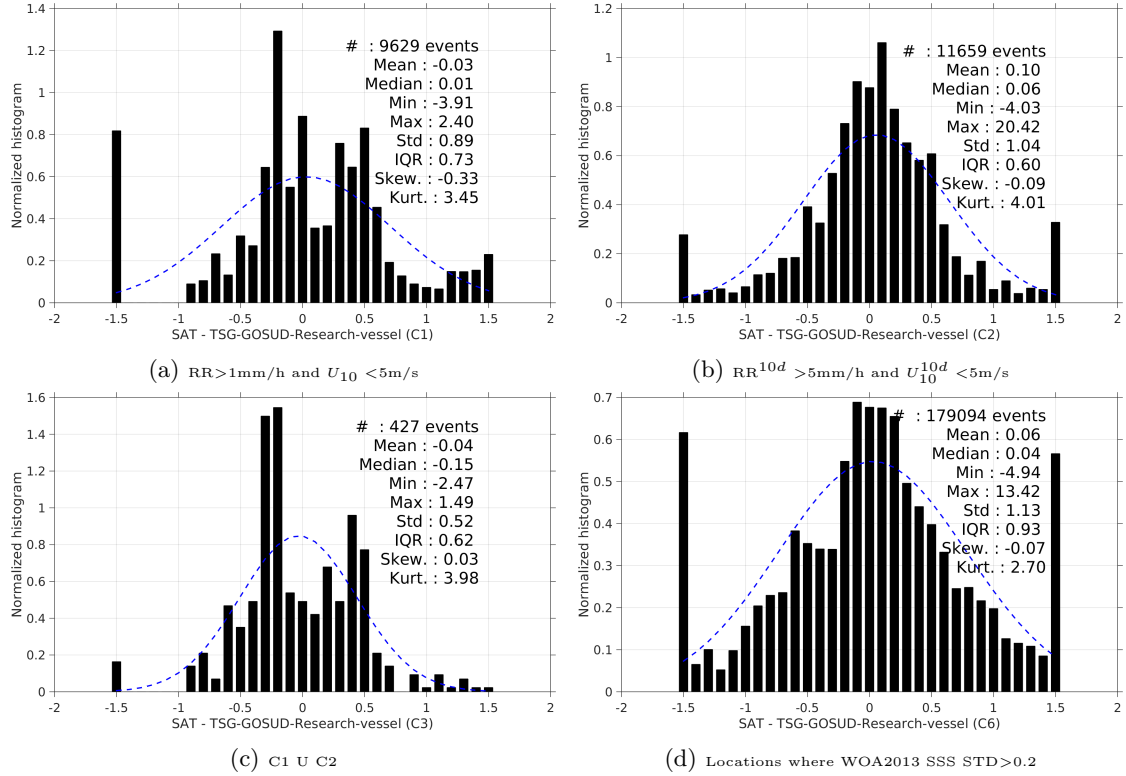 1.4
1.2
1
0.8
0.6
0.4
0.2
0
Normalized histogram
# : 9629 events
Mean : -0.03
Median : 0.01
Min : -3.91
Max : 2.40
Std : 0.89
IQR : 0.73
Skew. : -0.33
Kurt. : 3.45
-2 -1.5 -1 -0.5 0 0.5 1 1.5 2
SAT - TSG-GOSUD-Research-vessel (C1)
(a) RR>1mm/h and U10 <5m/s
1.2
1
0.8
0.6
0.4
0.2
0
Normalized histogram
# : 11659 events
Mean : 0.10
Median : 0.06
Min : -4.03
Max : 20.42
Std : 1.04
IQR : 0.60
Skew. : -0.09
Kurt. : 4.01
-2 -1.5 -1 -0.5 0 0.5 1 1.5 2
SAT - TSG-GOSUD-Research-vessel (C2)
(b) RR10d >5mm/h and U10d10 <5m/s
1.6
1.4
1.2
1
0.8
0.6
0.4
0.2
0
Normalized histogram
# : 427 events
Mean : -0.04
Median : -0.15
Min : -2.47
Max : 1.49
Std : 0.52
IQR : 0.62
Skew. : 0.03
Kurt. : 3.98
-2 -1.5 -1 -0.5 0 0.5 1 1.5 2
SAT - TSG-GOSUD-Research-vessel (C3)
(c) C1 U C2
0.7
0.6
0.5
0.4
0.3
0.2
0.1
0
Normalized histogram
# : 179094 events
Mean : 0.06
Median : 0.04
Min : -4.94
Max : 13.42
Std : 1.13
IQR : 0.93
Skew. : -0.07
Kurt. : 2.70
-2 -1.5 -1 -0.5 0 0.5 1 1.5 2
SAT - TSG-GOSUD-Research-vessel (C6)
(d) Locations where WOA2013 SSS STD>0.2